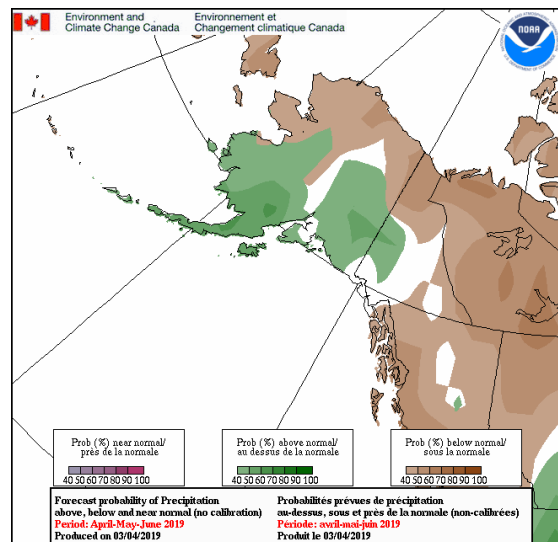 Environment and
Climate Change Canada
Environnement et
Changement climatique Canada
NOAA
Prob (%) near normal/
près de la normale
40 50 60 70 80 90 100
Prob (%) above normal/
au dessus de la normale
40 50 60 70 80 90 100
Prob (%) below normal/
sous la normale
40 50 60 70 80 90 100
Forecast probability of Precipitation
above, below and near normal (no calibration)
Period: April-May-June 2019
Produced on 03/04/2019
Probabilités prévues de précipitation
au-dessus, sous et près de la normale (non-calibrées)
Période: avril-mai-juin 2019
Produit le 03/04/2019